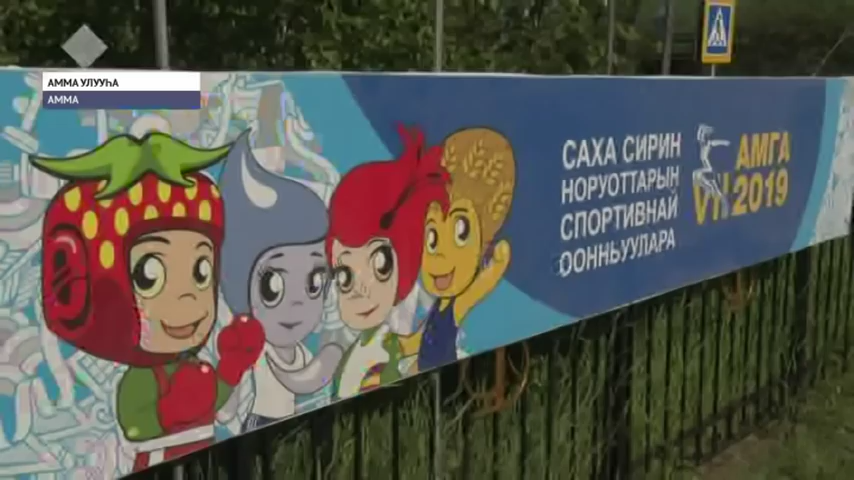 АММА УЛУУҺА
АММА
САХА СИРИН
НОРУОТТАРЫН
СПОРТИВНАЙ
ООННЬУУЛАРА
VII АМГА
2019